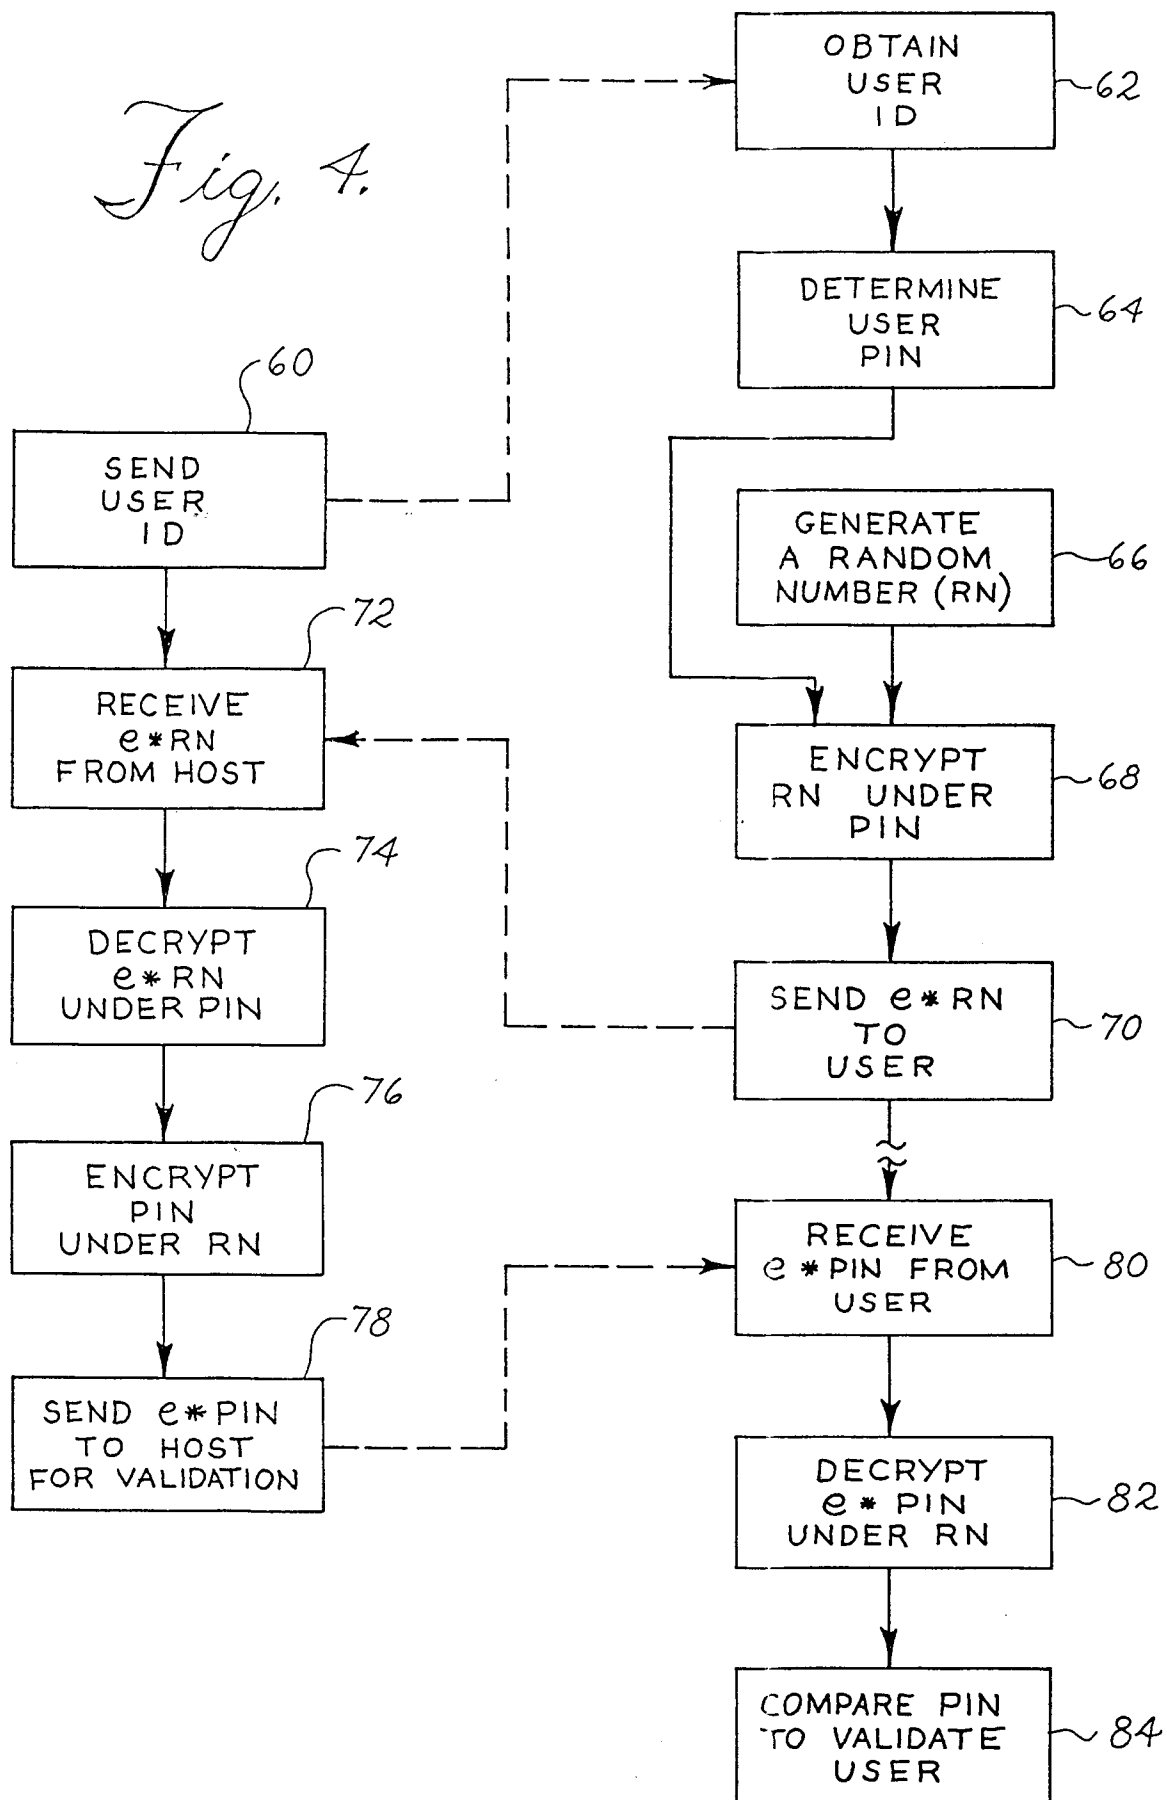 Fig. 4.
60
SEND
USER
ID
72
RECEIVE
e*RN
FROM HOST
74
DECRYPT
e*RN
UNDER PIN
76
ENCRYPT
PIN
UNDER RN
78
SEND e*PIN
TO HOST
FOR VALIDATION
OBTAIN
USER
ID
62
DETERMINE
USER
PIN
64
GENERATE
A RANDOM
NUMBER (RN)
66
ENCRYPT
RN UNDER
PIN
68
SEND e*RN
TO
USER
70
RECEIVE
e*PIN FROM
USER
80
DECRYPT
e* PIN
UNDER RN
82
COMPARE PIN
TO VALIDATE
USER
84